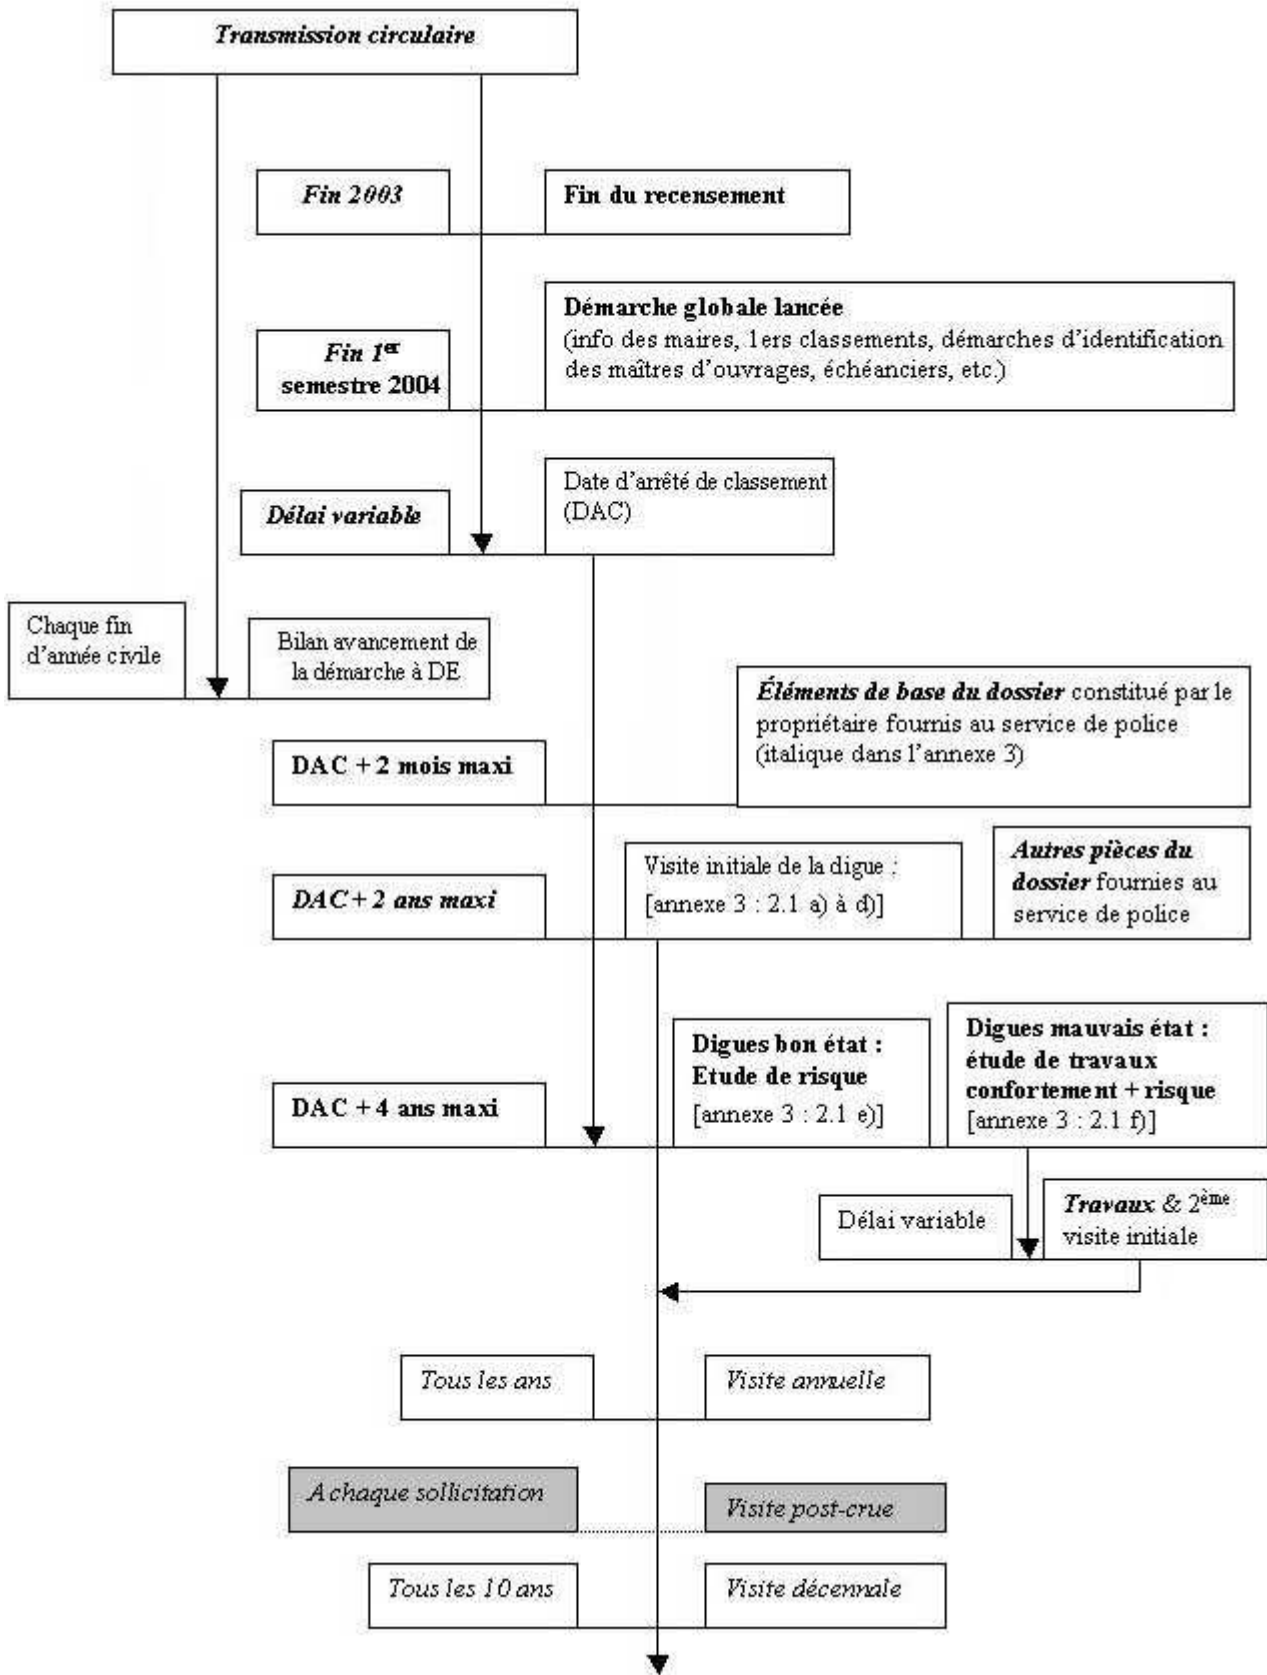 Transmission circulaire
Fin 2003
Fin du recensement
Démarche globale lancée
(info des maires, 1ers classements, démarches d'identification
des maîtres d'ouvrages, échéanciers, etc.)
Fin 1er
semestre 2004
Date d'arrêté de classement
(DAC)
Délai variable
Chaque fin
d'année civile
Bilan avancement de
la démarche à DE
Éléments de base du dossier constitué par le
propriétaire fournis au service de police
(italique dans l'annexe 3)
DAC + 2 mois maxi
Visite initiale de la digue :
[annexe 3 : 2.1 a) à d)]
Autres pièces du
dossier fournies au
service de police
DAC + 2 ans maxi
Digues bon état :
Etude de risque
[annexe 3 : 2.1 e)]
Digues mauvais état :
étude de travaux
confortement + risque
[annexe 3 : 2.1 f)]
DAC + 4 ans maxi
Délai variable
Travaux & 2ème
visite initiale
Tous les ans
Visite annuelle
A chaque sollicitation
Visite post-crue
Tous les 10 ans
Visite décennale